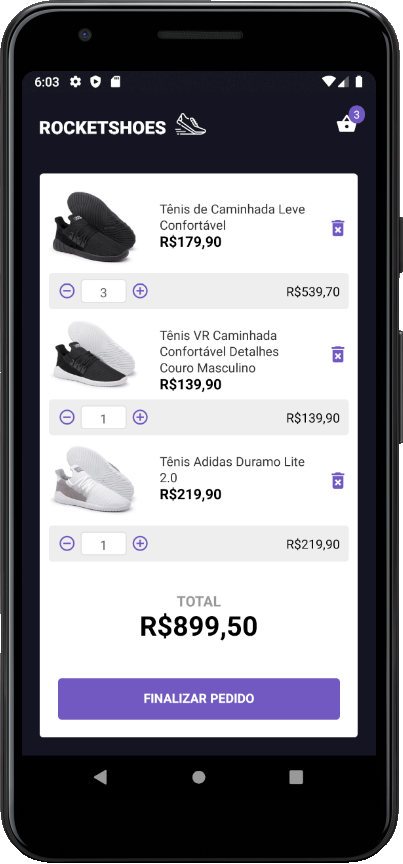 6:03
ROCKETSHOES
3
Tênis de Caminhada Leve
Confortável
R$179,90
3
R$539,70
Tênis VR Caminhada
Confortável Detalhes
Couro Masculino
R$139,90
1
R$139,90
Tênis Adidas Duramo Lite
2.0
R$219,90
1
R$219,90
TOTAL
R$899,50
FINALIZAR PEDIDO